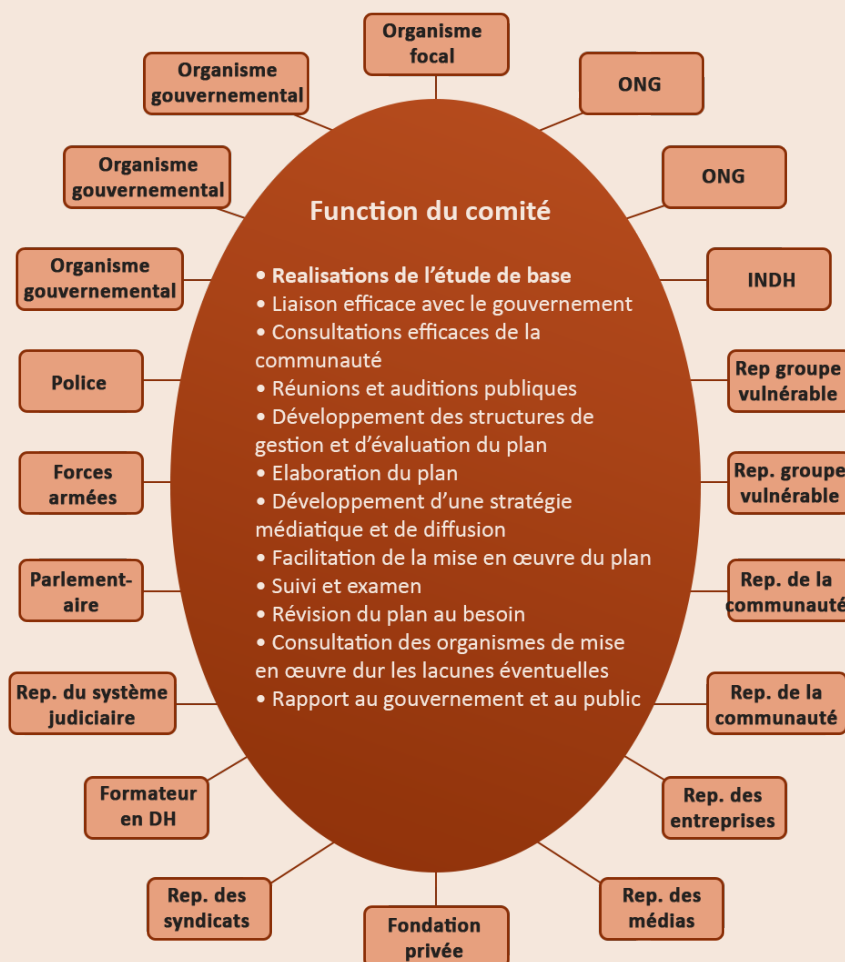 Organisme
focal
Organisme
gouvernemental
ONG
Organisme
gouvernemental
ONG
Organisme
gouvernemental
INDH
Police
Rep groupe
vulnérable
Forces
armées
Rep. groupe
vulnérable
Parlement-
aire
Rep. de la
communauté
Rep. du système
judiciaire
Rep. de la
communauté
Formateur
en DH
Rep. des
entreprises
Rep. des
syndicats
Fondation
privée
Rep. des
médias
Function du comité
• Realisations de l’étude de base
• Liaison efficace avec le gouvernement
• Consultations efficaces de la
communauté
• Réunions et auditions publiques
• Développement des structures de
gestion et d’évaluation du plan
• Elaboration du plan
• Développement d’une stratégie
médiatique et de diffusion
• Facilitation de la mise en œuvre du plan
• Suivi et examen
• Révision du plan au besoin
• Consultation des organismes de mise
en œuvre dur les lacunes éventuelles
• Rapport au gouvernement et au public